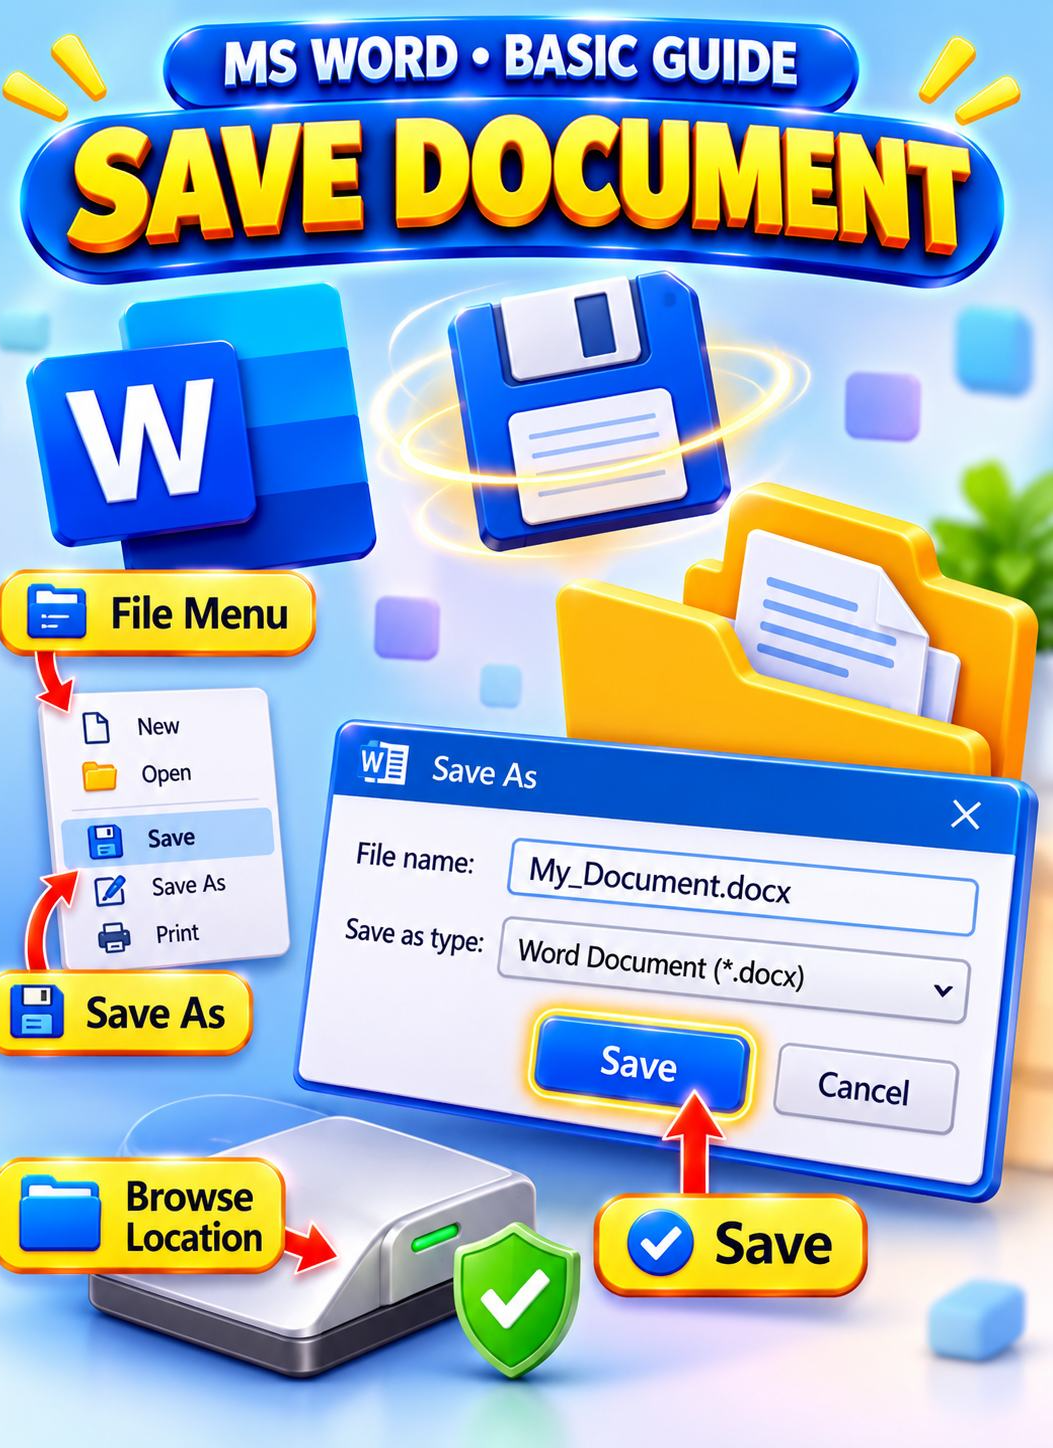 MS WORD • BASIC GUIDE
SAVE DOCUMENT
W
File Menu
New
Open
Save
Save As
Print
Save As
W
Save As
File name:
My_Document.docx
Save as type:
Word Document (*.docx)
Save
Cancel
Browse
Location
Save